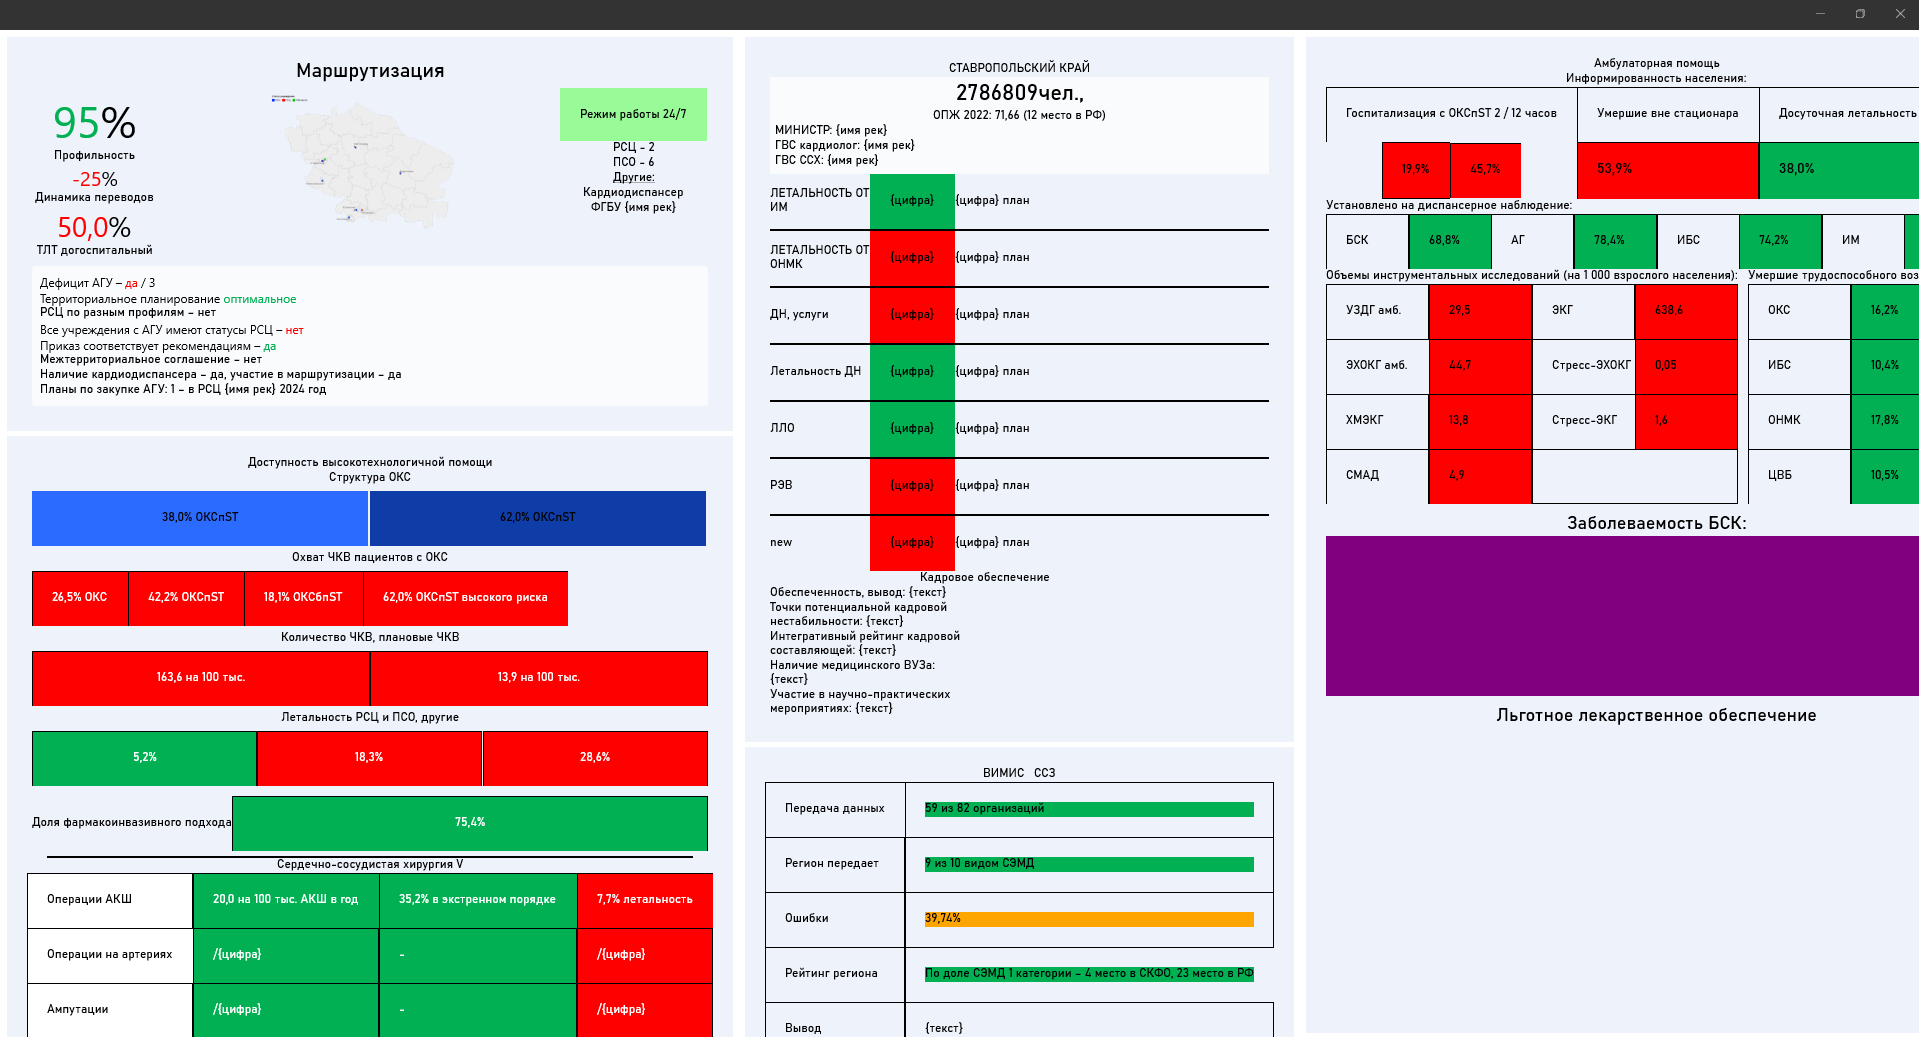 Маршрутизация
95%
Профильность
-25%
Динамика переводов
50,0%
ТЛТ догоспитальный
Режим работы 24/7
РСЦ - 2
ПСО - 6
Другие:
Кардиодиспансер
ФГБУ {имя рек}
Дефицит АГУ – да / 3
Территориальное планирование оптимальное
РСЦ по разным профилям – нет
Все учреждения с АГУ имеют статусы РСЦ – нет
Приказ соответствует рекомендациям – да
Межтерриториальное соглашение – нет
Наличие кардиодиспансера – да, участие в маршрутизации – да
Планы по закупке АГУ: 1 – в РСЦ {имя рек} 2024 год
Доступность высокотехнологичной помощи
Структура ОКС
38,0% ОКСпST
62,0% ОКСпST
Охват ЧКВ пациентов с ОКС
26,5% ОКС
42,2% ОКСпST
18,1% ОКСбпST
62,0% ОКСпST высокого риска
Количество ЧКВ, плановые ЧКВ
163,6 на 100 тыс.
13,9 на 100 тыс.
Летальность РСЦ и ПСО, другие
5,2%
18,3%
28,6%
Доля фармакоинвазивного подхода
75,4%
Сердечно-сосудистая хирургия V
Операции АКШ
20,0 на 100 тыс. АКШ в год
35,2% в экстренном порядке
7,7% летальность
Операции на артериях
/{цифра}
-
/{цифра}
Ампутации
/{цифра}
-
/{цифра}
СТАВРОПОЛЬСКИЙ КРАЙ
2786809чел.,
ОПЖ 2022: 71,66 (12 место в РФ)
МИНИСТР: {имя рек}
ГВС кардиолог: {имя рек}
ГВС ССХ: {имя рек}
ЛЕТАЛЬНОСТЬ ОТ
ИМ
{цифра}
{цифра} план
ЛЕТАЛЬНОСТЬ ОТ
ОНМК
{цифра}
{цифра} план
ДН, услуги
{цифра}
{цифра} план
Летальность ДН
{цифра}
{цифра} план
ЛЛО
{цифра}
{цифра} план
РЭВ
{цифра}
{цифра} план
new
{цифра}
{цифра} план
Кадровое обеспечение
Обеспеченность, вывод: {текст}
Точки потенциальной кадровой
нестабильности: {текст}
Интегративный рейтинг кадровой
составляющей: {текст}
Наличие медицинского ВУЗа:
{текст}
Участие в научно-практических
мероприятиях: {текст}
ВИМИС ССЗ
Передача данных
59 из 82 организаций
Регион передает
9 из 10 видом СЭМД
Ошибки
39,74%
Рейтинг региона
По доле СЭМД 1 категории – 4 место в СКФО, 23 место в РФ
Вывод
{текст}
Амбулаторная помощь
Информированность населения:
Госпитализация с ОКСпST 2 / 12 часов
Умершие вне стационара
Досуточная летальность
19,9%
45,7%
53,9%
38,0%
Установлено на диспансерное наблюдение:
БСК
68,8%
АГ
78,4%
ИБС
74,2%
ИМ
Объемы инструментальных исследований (на 1 000 взрослого населения):
Умершие трудоспособного воз
УЗДГ амб.
29,5
ЭКГ
638,6
ОКС
16,2%
ЭХОКГ амб.
44,7
Стресс-ЭХОКГ
0,05
ИБС
10,4%
ХМЭКГ
13,8
Стресс-ЭКГ
1,6
ОНМК
17,8%
СМАД
4,9
ЦВБ
10,5%
Заболеваемость БСК:
Льготное лекарственное обеспечение